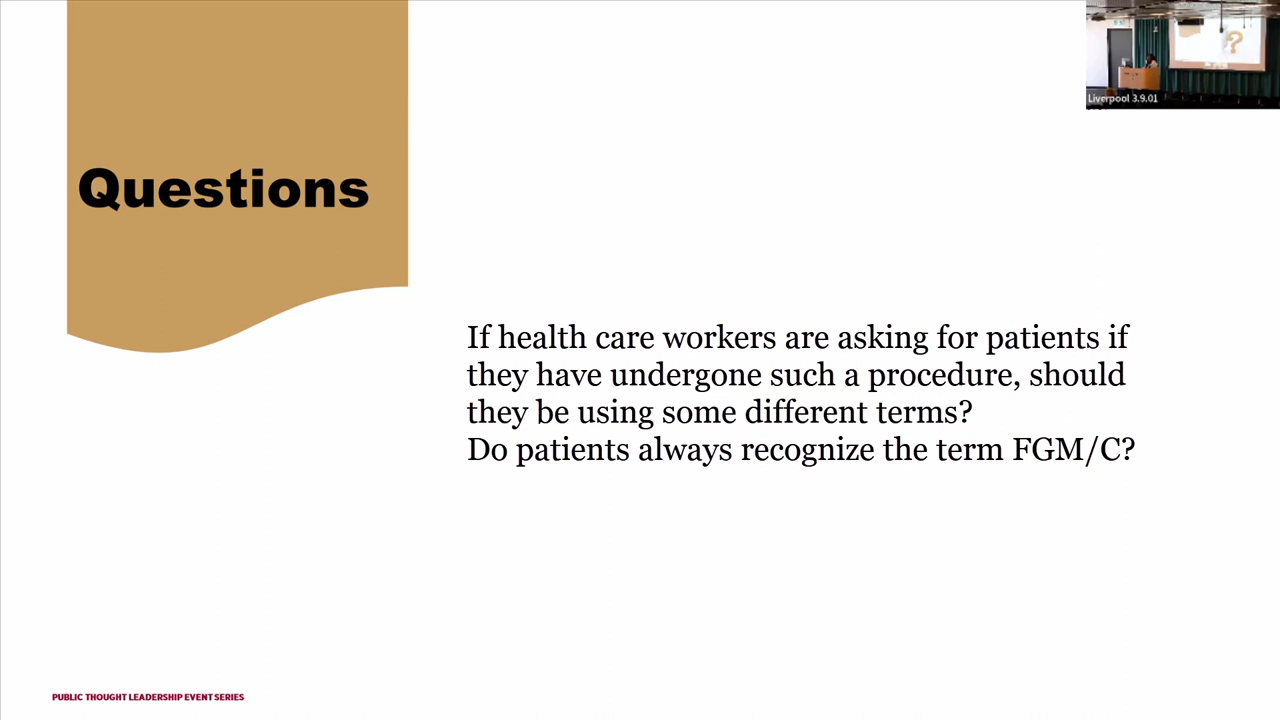 Liverpool 3.9.01
Questions
If health care workers are asking for patients if
they have undergone such a procedure, should
they be using some different terms?
Do patients always recognize the term FGM/C?
PUBLIC THOUGHT LEADERSHIP EVENT SERIES